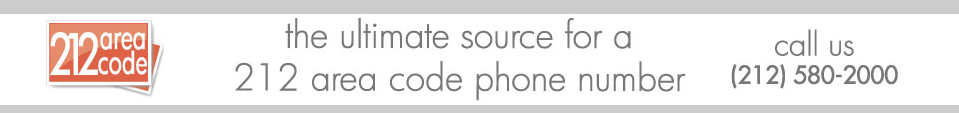 212 area
code
the ultimate source for a
212 area code phone number
call us
(212) 580-2000